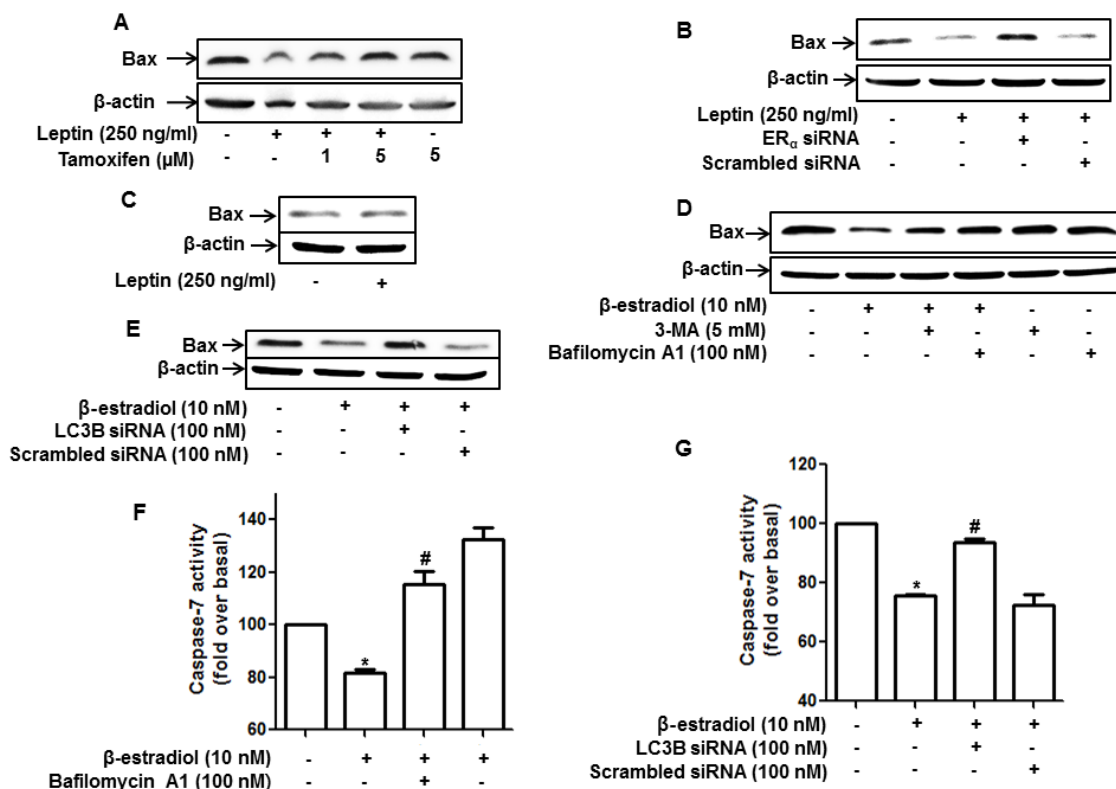 A
Bax
β-actin
Leptin (250 ng/ml) - + + + -
Tamoxifen (µM) - - 1 5 5
B
Bax
β-actin
Leptin (250 ng/ml) - + + +
ERα siRNA - - + -
Scrambled siRNA - - - +
C
Bax
β-actin
Leptin (250 ng/ml) - +
D
Bax
β-actin
β-estradiol (10 nM) - + + + - -
3-MA (5 mM) - - + - + -
Bafilomycin A1 (100 nM) - - - + - +
E
Bax
β-actin
β-estradiol (10 nM) - + + +
LC3B siRNA (100 nM) - - + -
Scrambled siRNA (100 nM) - - - +
F
Caspase-7 activity
(fold over basal)
140
120
100
80
60
*
#
β-estradiol (10 nM) - + + +
Bafilomycin A1 (100 nM) - - + -
G
Caspase-7 activity
(fold over basal)
120
100
80
60
40
*
#
β-estradiol (10 nM) - + + +
LC3B siRNA (100 nM) - - + -
Scrambled siRNA (100 nM) - - - +